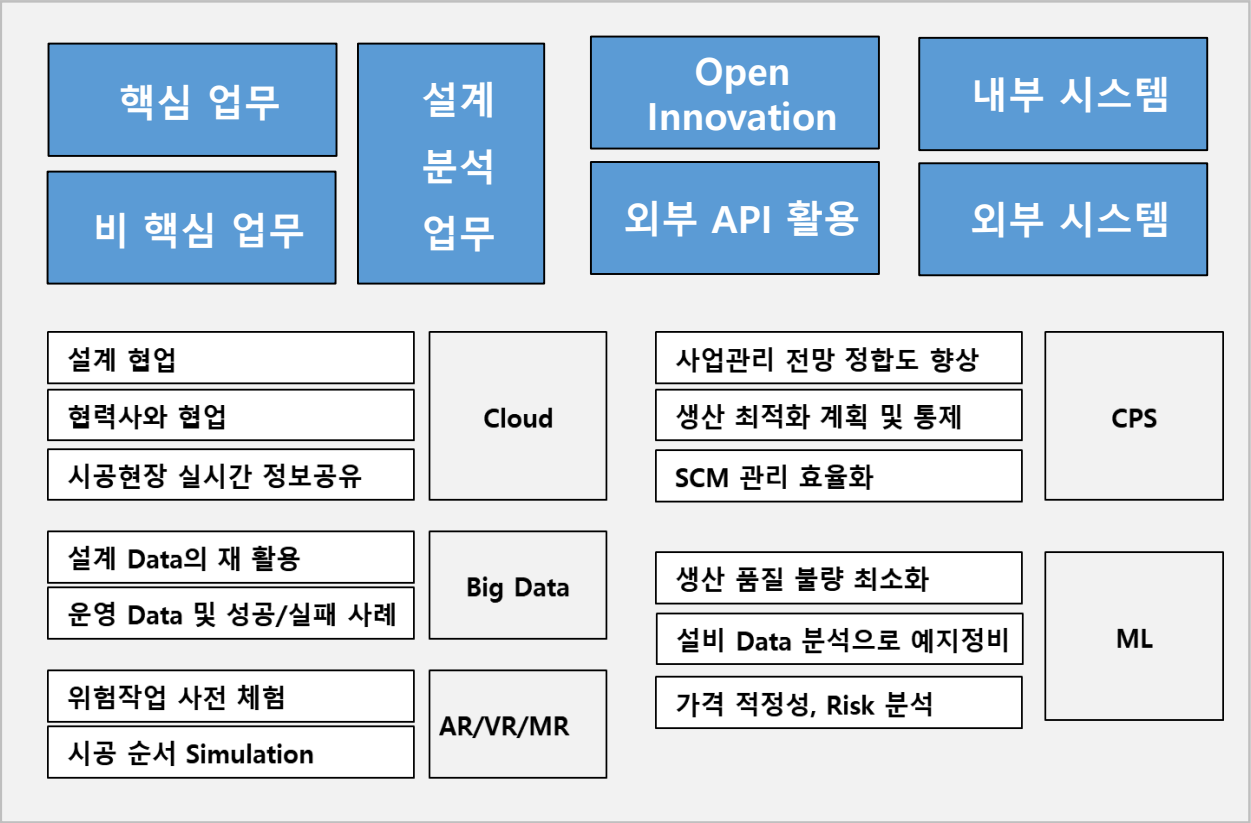 핵심 업무
비 핵심 업무
설계
분석
업무
Open
Innovation
외부 API 활용
내부 시스템
외부 시스템
설계 협업
협력사와 협업
시공현장 실시간 정보공유
Cloud
설계 Data의 재 활용
운영 Data 및 성공/실패 사례
Big Data
위험작업 사전 체험
시공 순서 Simulation
AR/VR/MR
사업관리 전망 정합도 향상
생산 최적화 계획 및 통제
SCM 관리 효율화
CPS
생산 품질 불량 최소화
설비 Data 분석으로 예지정비
가격 적정성, Risk 분석
ML